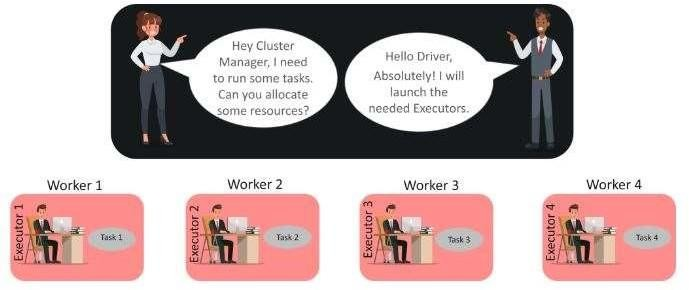 Hey Cluster
Manager, I need
to run some tasks.
Can you allocate
some resources?
Hello Driver,
Absolutely! I will
launch the
needed Executors.
Worker 1
Worker 2
Worker 3
Worker 4
Executor 1
Task 1
Executor 2
Task 2
Executor 3
Task 3
Executor 4
Task 4